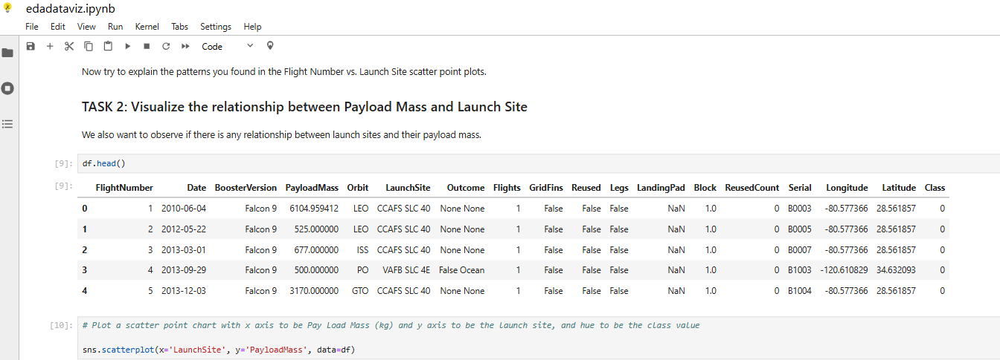 edadataviz.ipynb
File Edit View Run Kernel Tabs Settings Help
Code
Now try to explain the patterns you found in the Flight Number vs. Launch Site scatter point plots.
TASK 2: Visualize the relationship between Payload Mass and Launch Site
We also want to observe if there is any relationship between launch sites and their payload mass.
[9]: df.head()
[9]: FlightNumber Date BoosterVersion PayloadMass Orbit LaunchSite Outcome Flights GridFins Reused Legs LandingPad Block ReusedCount Serial Longitude Latitude Class
0 1 2010-06-04 Falcon 9 6104.959412 LEO CCAFS SLC 40 None None 1 False False False NaN 1.0 0 B0003 -80.577366 28.561857 0
1 2 2012-05-22 Falcon 9 525.000000 LEO CCAFS SLC 40 None None 1 False False False NaN 1.0 0 B0005 -80.577366 28.561857 0
2 3 2013-03-01 Falcon 9 677.000000 ISS CCAFS SLC 40 None None 1 False False False NaN 1.0 0 B0007 -80.577366 28.561857 0
3 4 2013-09-29 Falcon 9 500.000000 PO VAFB SLC 4E False Ocean 1 False False False NaN 1.0 0 B1003 -120.610829 34.632093 0
4 5 2013-12-03 Falcon 9 3170.000000 GTO CCAFS SLC 40 None None 1 False False False NaN 1.0 0 B1004 -80.577366 28.561857 0
[10]: # Plot a scatter point chart with x axis to be Pay Load Mass (kg) and y axis to be the launch site, and hue to be the class value
sns.scatterplot(x='LaunchSite', y='PayloadMass', data=df)